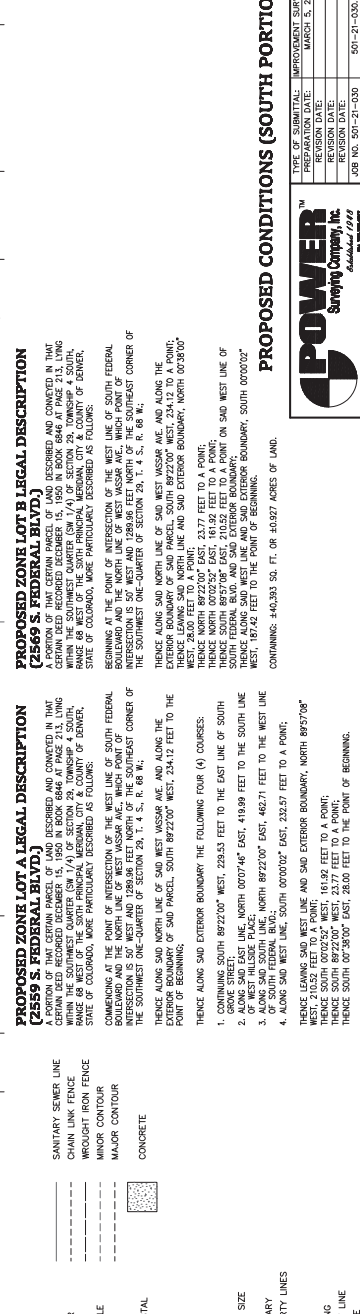 SANITARY SEWER LINE
CHAIN LINK FENCE
WROUGHT IRON FENCE
MINOR CONTOUR
MAJOR CONTOUR
CONCRETE
SIZE
LINE
PROPOSED ZONE LOT A LEGAL DESCRIPTION
(2559 S. FEDERAL BLVD.)
A PORTION OF THAT CERTAIN PARCEL OF LAND DESCRIBED AND CONVEYED IN THAT
CERTAIN DEED RECORDED DECEMBER 15, 1950 IN BOOK 6846 AT PAGE 213, LYING
WITHIN THE SOUTHWEST QUARTER (SW 1/4) OF SECTION 29, TOWNSHIP 4 SOUTH,
RANGE 68 WEST OF THE SIXTH PRINCIPAL MERIDIAN, CITY & COUNTY OF DENVER,
STATE OF COLORADO, MORE PARTICULARLY DESCRIBED AS FOLLOWS:
COMMENCING AT THE POINT OF INTERSECTION OF THE WEST LINE OF SOUTH FEDERAL
BOULEVARD AND THE NORTH LINE OF WEST VASSAR AVE., WHICH POINT OF
INTERSECTION IS 50' WEST AND 1289.96 FEET NORTH OF THE SOUTHEAST CORNER OF
THE SOUTHWEST ONE-QUARTER OF SECTION 29, T. 4 S., R. 68 W.;
THENCE ALONG SAID NORTH LINE OF WEST VASSAR AVE. AND ALONG THE
EXTERIOR BOUNDARY OF SAID PARCEL, SOUTH 89°22'00" WEST, 234.12 FEET TO THE
POINT OF BEGINNING;
THENCE ALONG SAID EXTERIOR BOUNDARY THE FOLLOWING FOUR (4) COURSES:
1. CONTINUING SOUTH 89°22'00" WEST, 229.53 FEET TO THE EAST LINE OF SOUTH
GROVE STREET;
2. ALONG SAID EAST LINE, NORTH 00°07'46" EAST, 419.99 FEET TO THE SOUTH LINE
OF WEST HARVARD PLACE;
3. ALONG SAID SOUTH LINE, NORTH 89°22'00" EAST, 462.71 FEET TO THE WEST LINE
OF SOUTH FEDERAL BLVD.;
4. ALONG SAID WEST LINE, SOUTH 00°00'02" EAST, 232.57 FEET TO A POINT;
THENCE LEAVING SAID WEST LINE AND SAID EXTERIOR BOUNDARY, NORTH 89°57'08"
WEST, 210.52 FEET TO A POINT;
THENCE SOUTH 00°02'52" WEST, 161.92 FEET TO A POINT;
THENCE SOUTH 89°22'00" WEST, 23.77 FEET TO A POINT;
THENCE SOUTH 00°38'00" EAST, 28.00 FEET TO THE POINT OF BEGINNING.
PROPOSED ZONE LOT B LEGAL DESCRIPTION
(2569 S. FEDERAL BLVD.)
A PORTION OF THAT CERTAIN PARCEL OF LAND DESCRIBED AND CONVEYED IN THAT
CERTAIN DEED RECORDED DECEMBER 15, 1950 IN BOOK 6846 AT PAGE 213, LYING
WITHIN THE SOUTHWEST QUARTER (SW 1/4) OF SECTION 29, TOWNSHIP 4 SOUTH,
RANGE 68 WEST OF THE SIXTH PRINCIPAL MERIDIAN, CITY & COUNTY OF DENVER,
STATE OF COLORADO, MORE PARTICULARLY DESCRIBED AS FOLLOWS:
BEGINNING AT THE POINT OF INTERSECTION OF THE WEST LINE OF SOUTH FEDERAL
BOULEVARD AND THE NORTH LINE OF WEST VASSAR AVE., WHICH POINT OF
INTERSECTION IS 50' WEST AND 1289.96 FEET NORTH OF THE SOUTHEAST CORNER OF
THE SOUTHWEST ONE-QUARTER OF SECTION 29, T. 4 S., R. 68 W.;
THENCE ALONG SAID NORTH LINE OF SAID WEST VASSAR AVE. AND ALONG THE
EXTERIOR BOUNDARY OF SAID PARCEL, SOUTH 89°22'00" WEST, 234.12 TO A POINT;
THENCE LEAVING SAID NORTH LINE AND SAID EXTERIOR BOUNDARY, NORTH 00°38'00"
WEST, 28.00 FEET TO A POINT;
THENCE NORTH 89°22'00" EAST, 23.77 FEET TO A POINT;
THENCE NORTH 00°02'52" EAST, 161.92 FEET TO A POINT;
THENCE SOUTH 89°57'08" EAST, 210.52 FEET TO A POINT ON SAID WEST LINE OF
SOUTH FEDERAL BLVD AND SAID EXTERIOR BOUNDARY;
THENCE ALONG SAID WEST LINE AND SAID EXTERIOR BOUNDARY, SOUTH 00°00'02"
WEST, 187.42 FEET TO THE POINT OF BEGINNING.
CONTAINING: ±40,393 SQ. FT. OR ±0.927 ACRES OF LAND.
PROPOSED CONDITIONS (SOUTH PORTIO
POWER™
Surveying Company, Inc.
Established 1948
TYPE OF SUBMITTAL: IMPROVEMENT SUR
PREPARATION DATE: MARCH 5, 2
REVISION DATE:
REVISION DATE:
REVISION DATE:
JOB NO. 501-21-030 501-21-030.